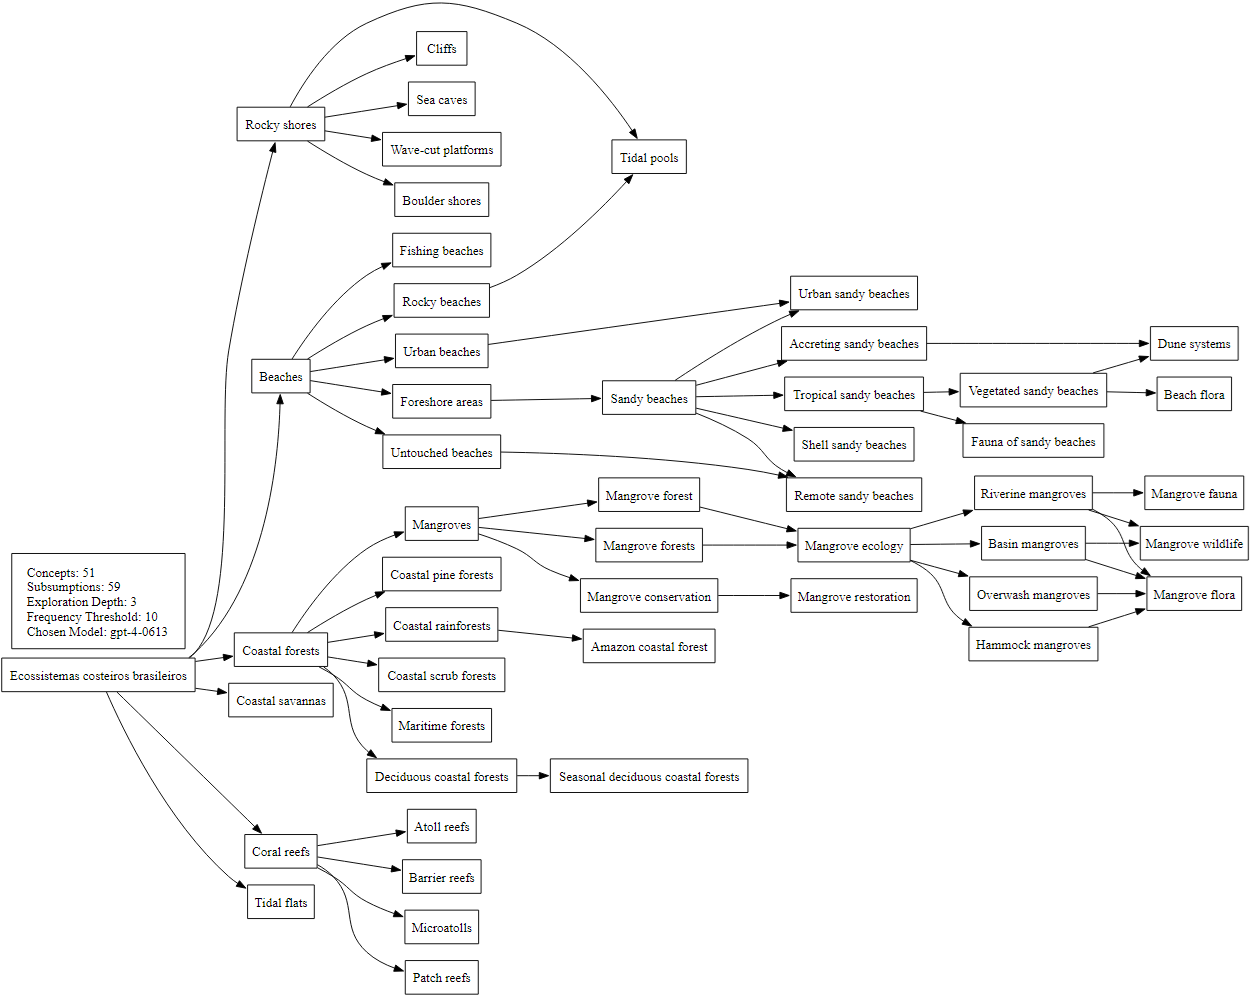 Cliffs
Sea caves
Rocky shores
Wave-cut platforms
Tidal pools
Boulder shores
Fishing beaches
Rocky beaches
Urban sandy beaches
Urban beaches
Accreting sandy beaches
Dune systems
Beaches
Foreshore areas
Sandy beaches
Tropical sandy beaches
Vegetated sandy beaches
Beach flora
Untouched beaches
Shell sandy beaches
Fauna of sandy beaches
Remote sandy beaches
Mangrove forest
Riverine mangroves
Mangrove fauna
Mangroves
Mangrove forests
Mangrove ecology
Basin mangroves
Mangrove wildlife
Concepts: 51
Subsumptions: 59
Exploration Depth: 3
Frequency Threshold: 10
Chosen Model: gpt-4-0613
Coastal pine forests
Mangrove conservation
Mangrove restoration
Overwash mangroves
Mangrove flora
Coastal rainforests
Amazon coastal forest
Hammock mangroves
Coastal forests
Ecossistemas costeiros brasileiros
Coastal scrub forests
Coastal savannas
Maritime forests
Deciduous coastal forests
Seasonal deciduous coastal forests
Atoll reefs
Coral reefs
Barrier reefs
Tidal flats
Microatolls
Patch reefs